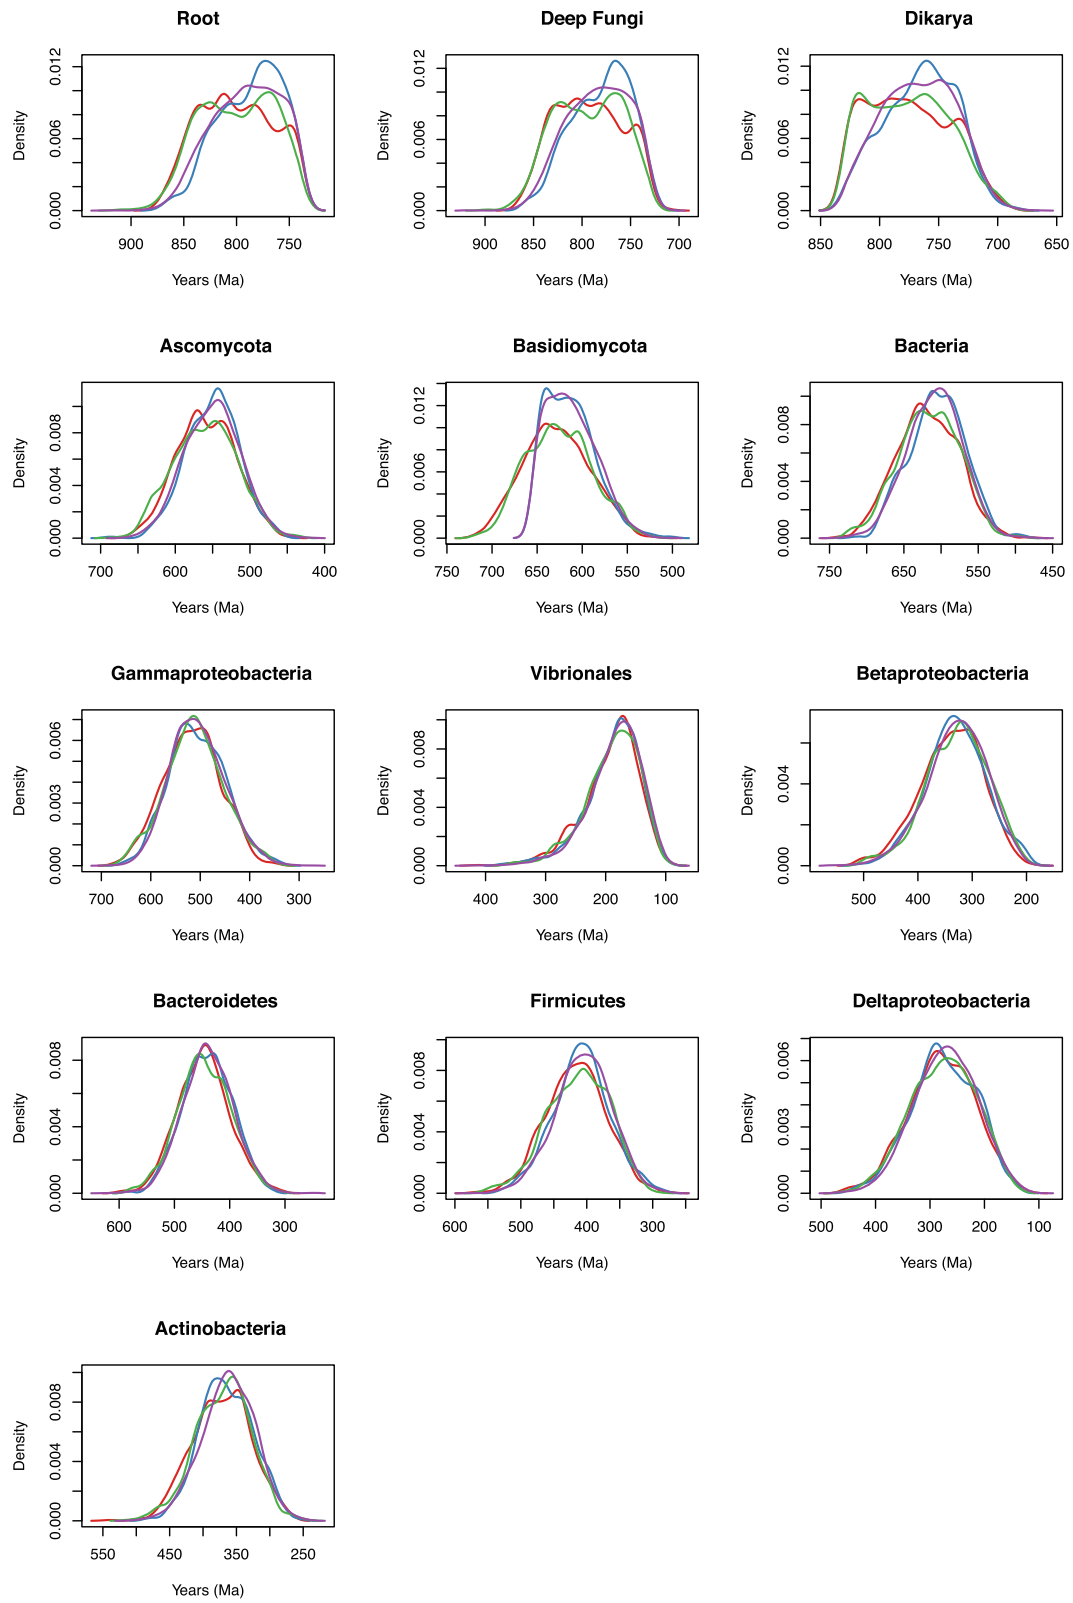 Root Deep Fungi Dikarya
Density 0.000 0.006 0.012 Density 0.000 0.006 0.012 Density 0.000 0.006 0.012
900 850 800 750 900 850 800 750 700 850 800 750 700 650
Years (Ma) Years (Ma) Years (Ma)
Ascomycota Basidiomycota Bacteria
Density 0.000 0.004 0.008 Density 0.000 0.006 0.012 Density 0.000 0.004 0.008
700 600 500 400 750 700 650 600 550 500 750 650 550 450
Years (Ma) Years (Ma) Years (Ma)
Gammaproteobacteria Vibrionales Betaproteobacteria
Density 0.000 0.003 0.006 Density 0.000 0.004 0.008 Density 0.000 0.004
700 600 500 400 300 400 300 200 100 500 400 300 200
Years (Ma) Years (Ma) Years (Ma)
Bacteroidetes Firmicutes Deltaproteobacteria
Density 0.000 0.004 0.008 Density 0.000 0.004 0.008 Density 0.000 0.003 0.006
600 500 400 300 600 500 400 300 500 400 300 200 100
Years (Ma) Years (Ma) Years (Ma)
Actinobacteria
Density 0.000 0.004 0.008
550 450 350 250
Years (Ma)